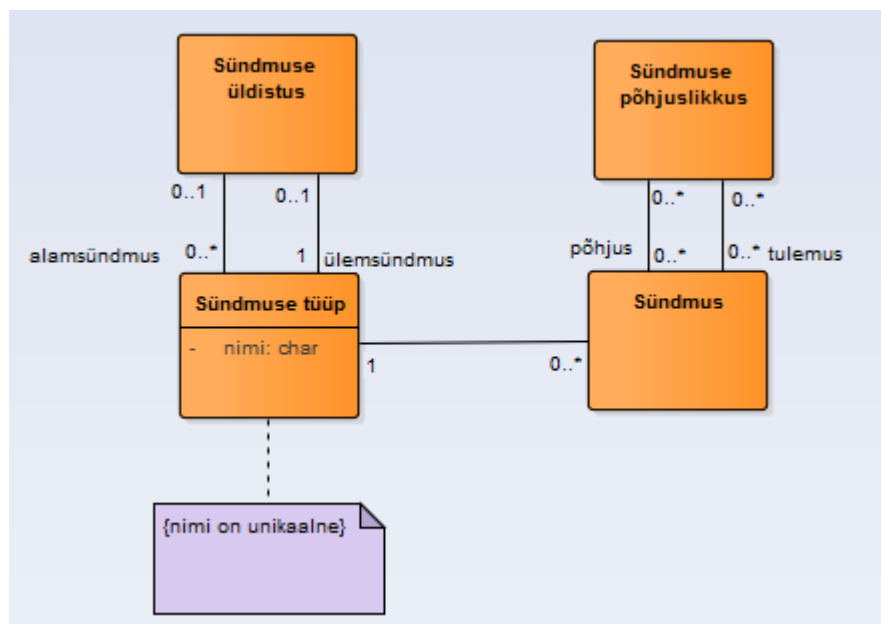 Sündmuse
üldistus
Sündmuse
põhjuslikkus
0..1
0..1
0..*
0..*
alamsündmus
0..*
1
ülemsündmus
põhjus
0..*
0..*
tulemus
Sündmuse tüüp
- nimi: char
Sündmus
1
0..*
{nimi on unikaalne}